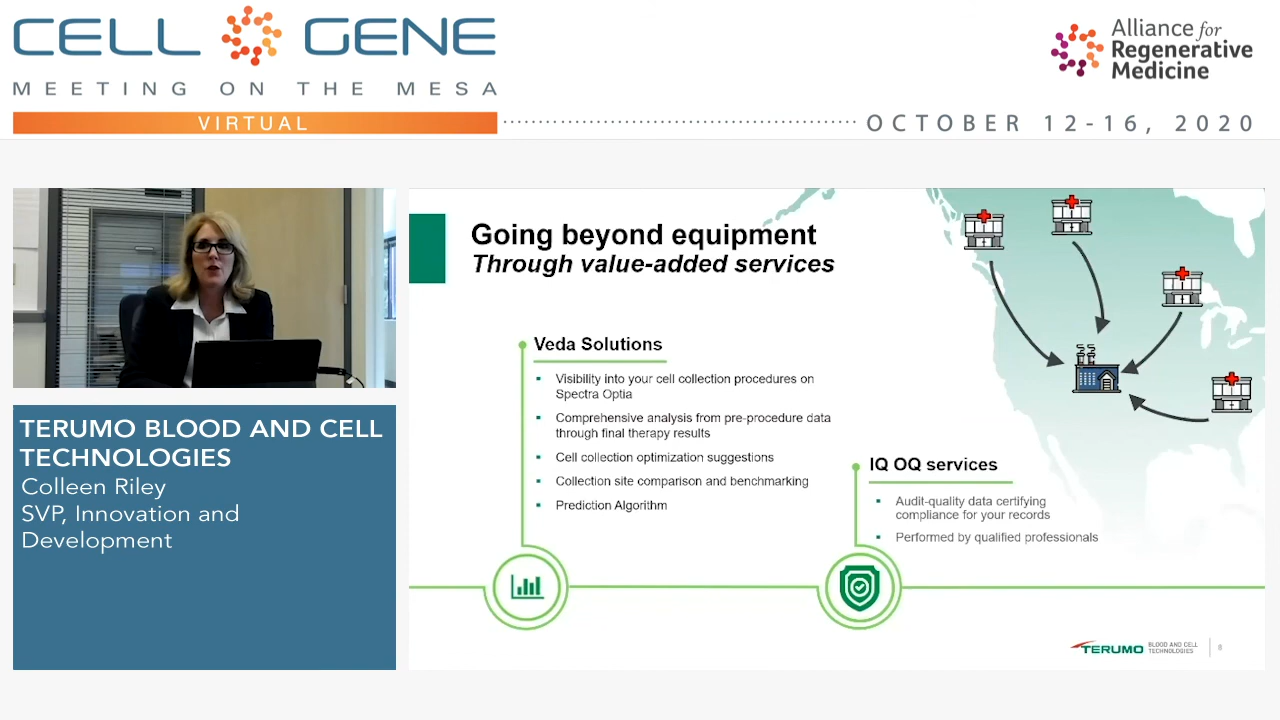 CELL GENE
MEETING ON THE MESA
VIRTUAL
Alliance for
Regenerative
Medicine
OCTOBER 12-16, 2020
TERUMO BLOOD AND CELL
TECHNOLOGIES
Colleen Riley
SVP, Innovation and
Development
Going beyond equipment
Through value-added services
Veda Solutions
Visibility into your cell collection procedures on
Spectra Optia
Comprehensive analysis from pre-procedure data
through final therapy results
Cell collection optimization suggestions
Collection site comparison and benchmarking
Prediction Algorithm
IQ OQ services
Audit-quality data certifying
compliance for your records
Performed by qualified professionals
TERUMO BLOOD AND CELL
TECHNOLOGIES
8